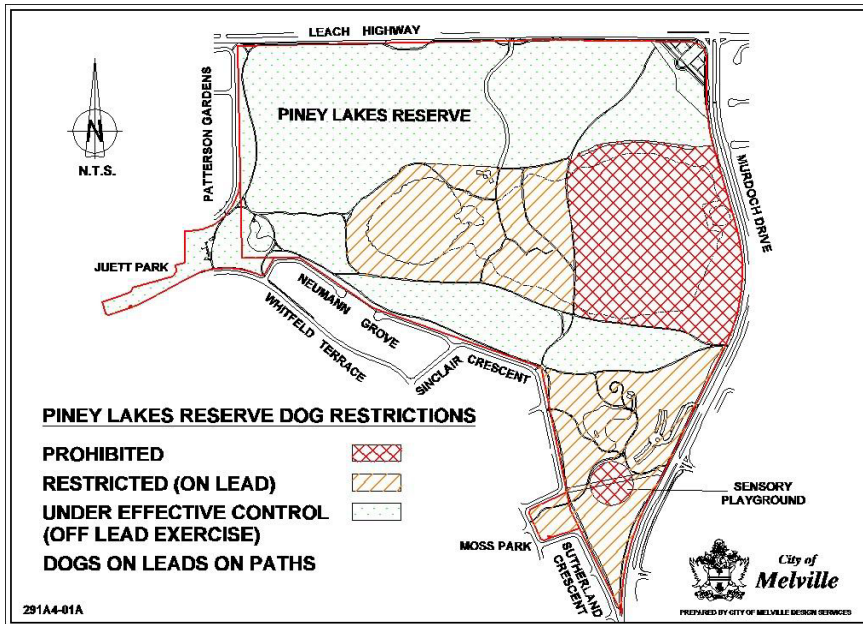 LEACH HIGHWAY
PATTERSON GARDENS
N
N.T.S.
PINEY LAKES RESERVE
MURDOCH DRIVE
JUETT PARK
NEUMANN GROVE
WHITFELD TERRACE
SINCLAIR CRESCENT
PINEY LAKES RESERVE DOG RESTRICTIONS
PROHIBITED
RESTRICTED (ON LEAD)
UNDER EFFECTIVE CONTROL
(OFF LEAD EXERCISE)
DOGS ON LEADS ON PATHS
SENSORY
PLAYGROUND
MOSS PARK
SUTHERLAND
CRESCENT
City of
Melville
PREPARED BY CITY OF MELVILLE DESIGN SERVICES
291A4-01A